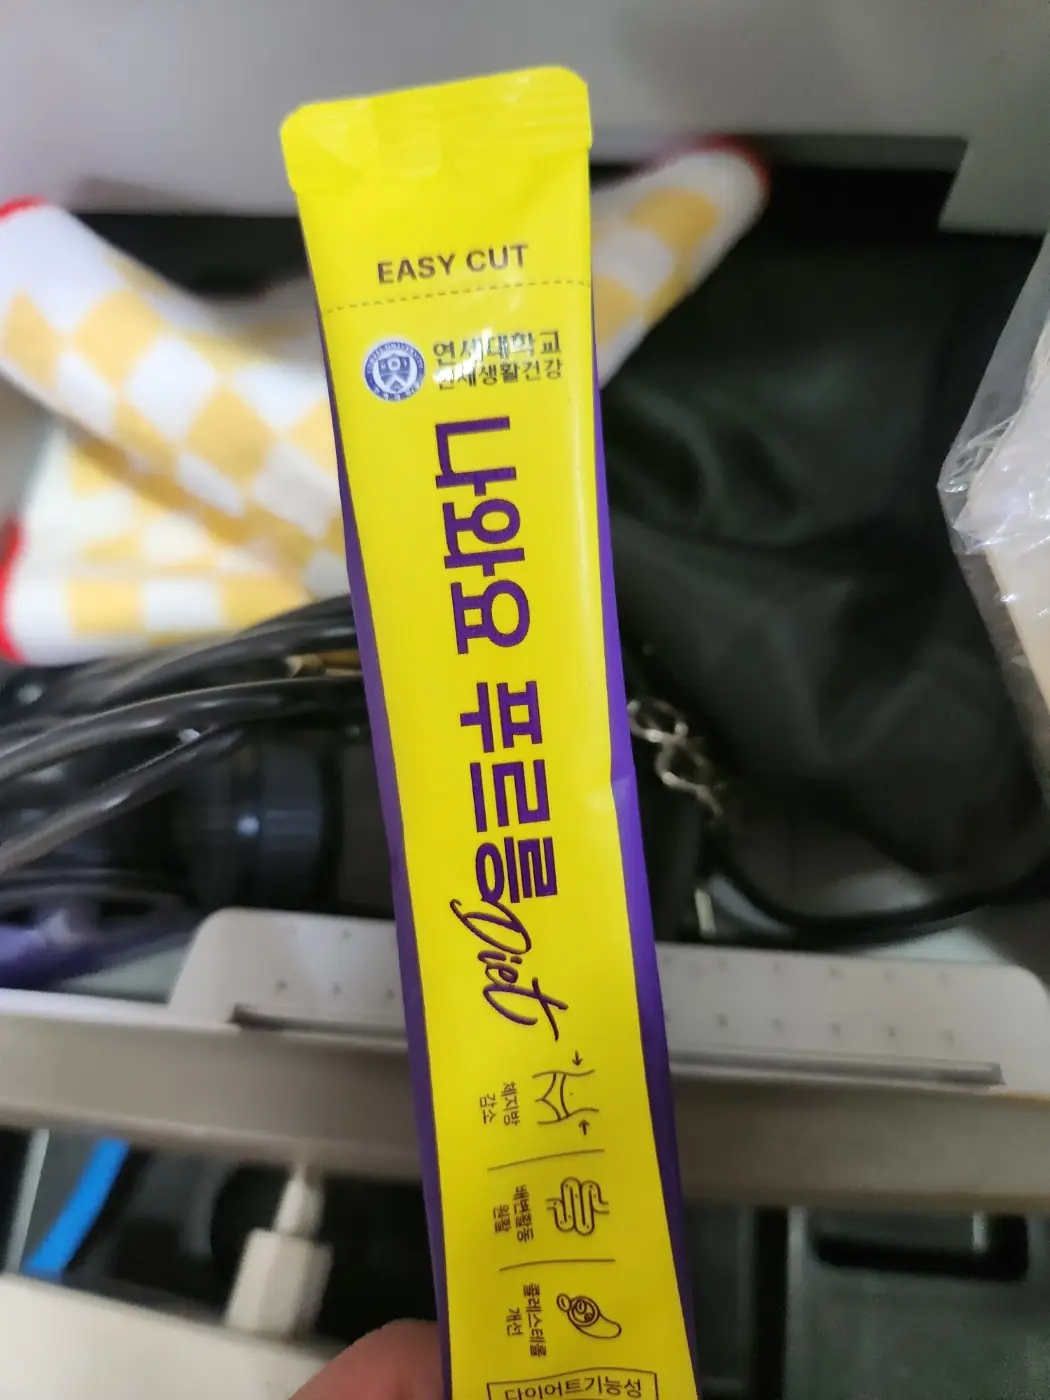 EASY CUT
연세대학교
연세생활건강
나와요 푸르틀
Diet
체지방
감소
배변활동
원활
콜레스테롤
개선
다이어트기능성